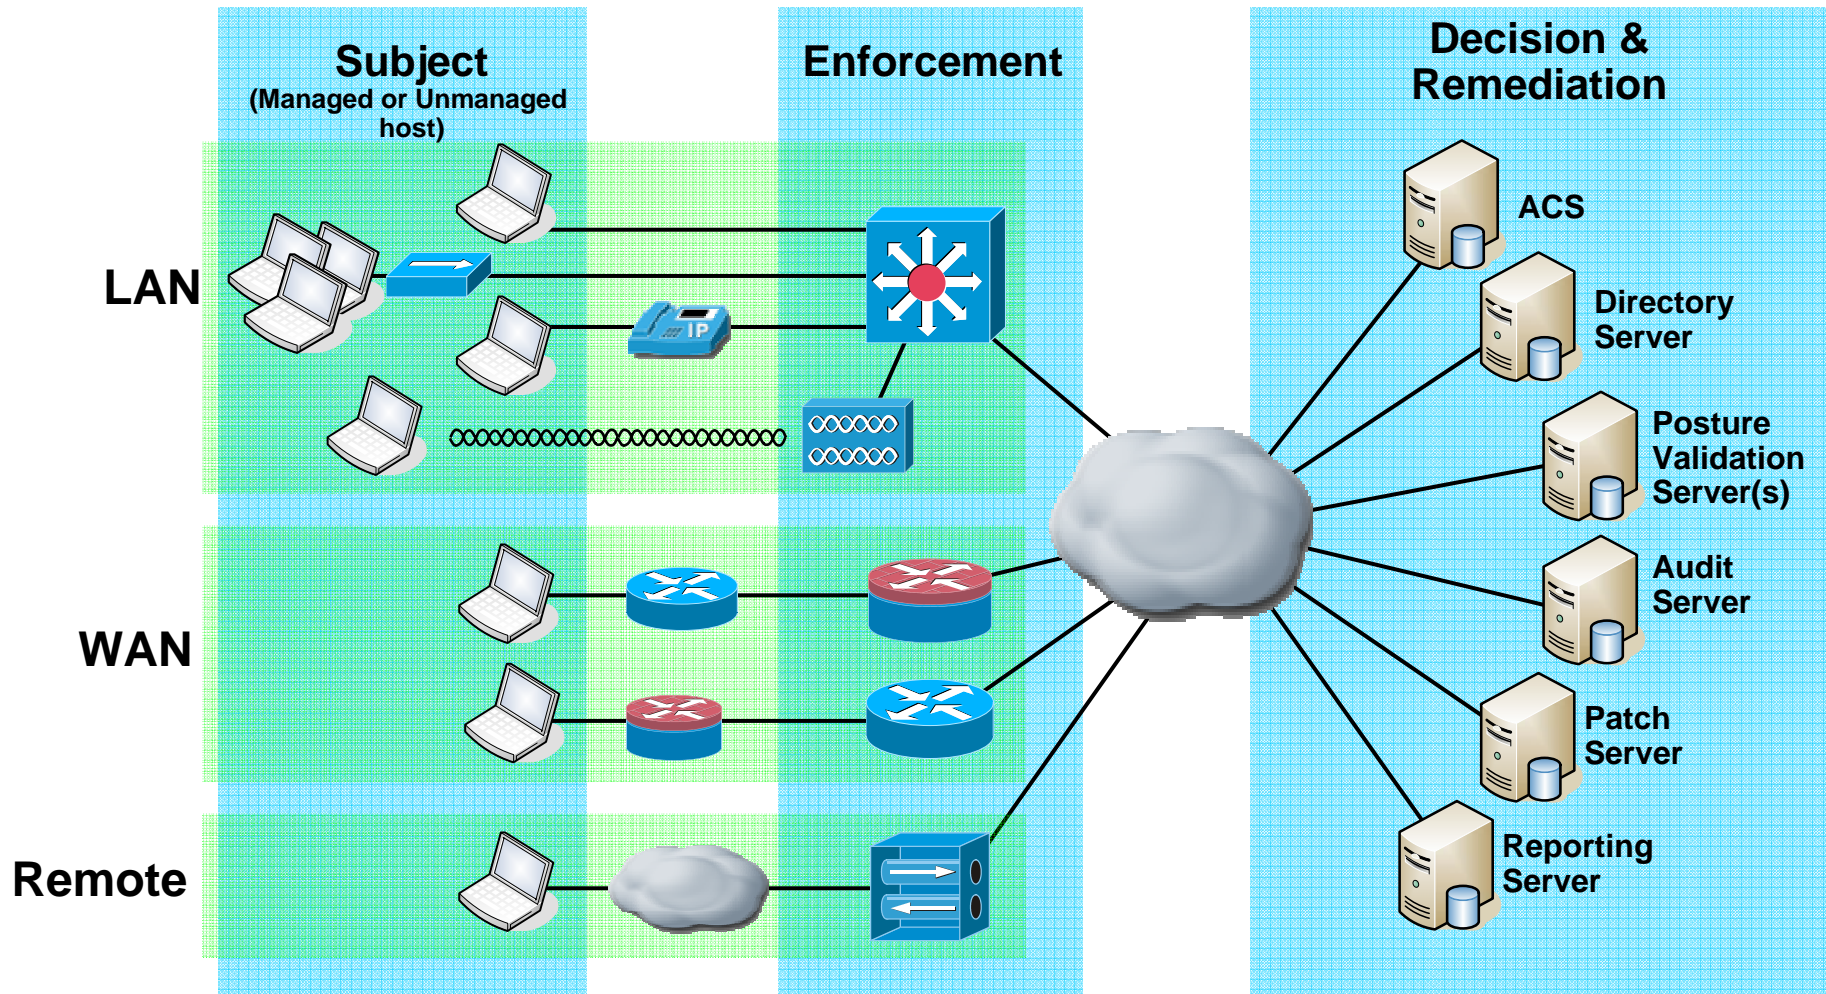 Subject
(Managed or Unmanaged
host)
Enforcement
Decision &
Remediation
LAN
IP
WAN
Remote
ACS
Directory
Server
Posture
Validation
Server(s)
Audit
Server
Patch
Server
Reporting
Server